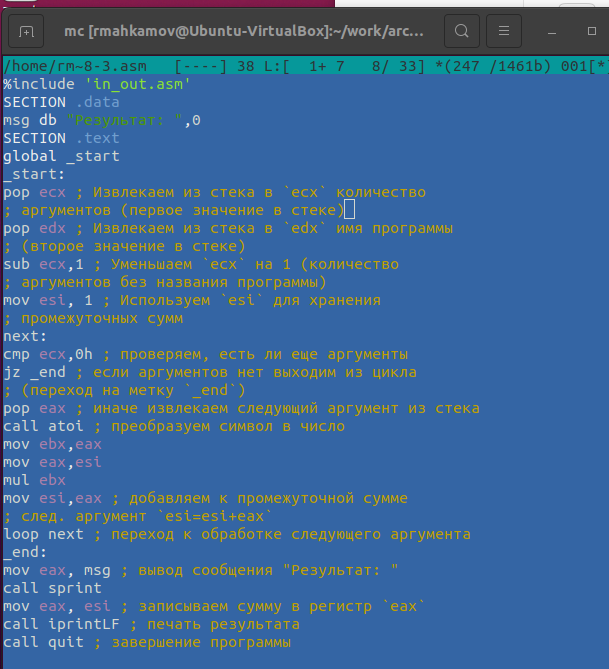 mc [rmahkamov@Ubuntu-VirtualBox]:~/work/arc...
/home/rm~8-3.asm [----] 38 L:[ 1+ 7 8/ 33] *(247 /1461b) 001[*]
%include 'in_out.asm'
SECTION .data
msg db "Результат: ",0
SECTION .text
global _start
_start:
pop ecx ; Извлекаем из стека в `ecx` количество
; аргументов (первое значение в стеке)
pop edx ; Извлекаем из стека в `edx` имя программы
; (второе значение в стеке)
sub ecx,1 ; Уменьшаем `ecx` на 1 (количество
; аргументов без названия программы)
mov esi, 1 ; Используем `esi` для хранения
; промежуточных сумм
next:
cmp ecx,0h ; проверяем, есть ли еще аргументы
jz _end ; если аргументов нет выходим из цикла
; (переход на метку `_end`)
pop eax ; иначе извлекаем следующий аргумент из стека
call atoi ; преобразуем символ в число
mov ebx,eax
mov eax,esi
mul ebx
mov esi,eax ; добавляем к промежуточной сумме
; след. аргумент `esi=esi+eax`
loop next ; переход к обработке следующего аргумента
_end:
mov eax, msg ; вывод сообщения "Результат: "
call sprint
mov eax, esi ; записываем сумму в регистр `eax`
call iprintLF ; печать результата
call quit ; завершение программы